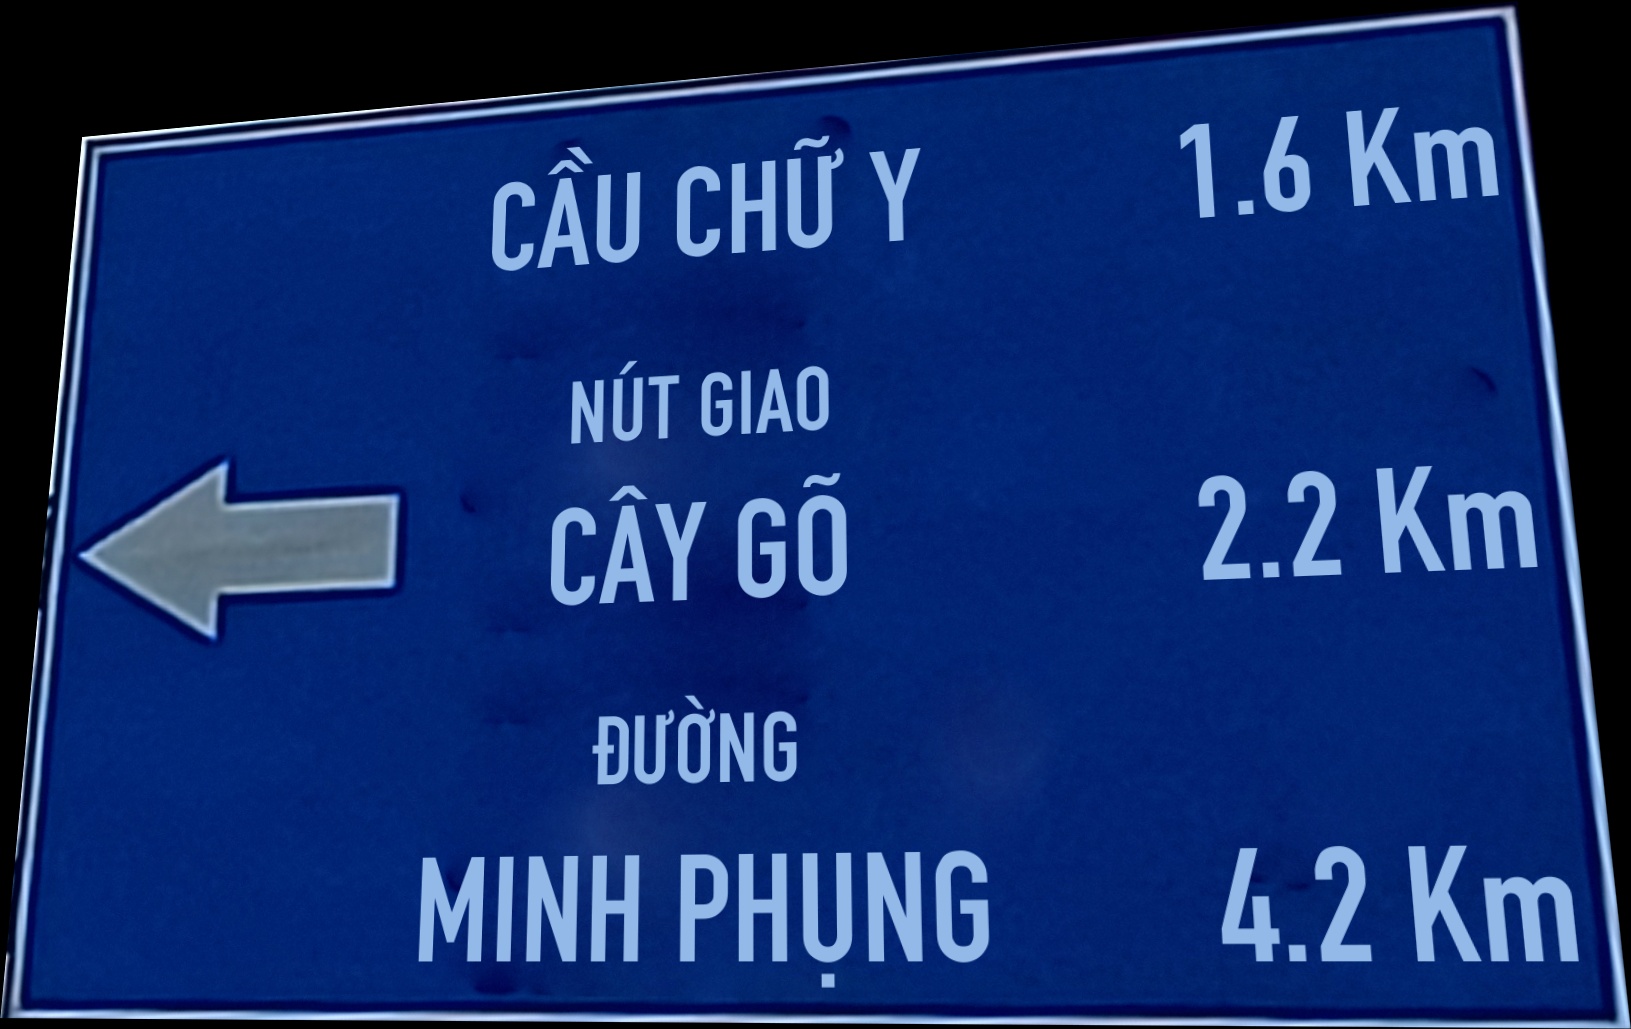 CẦU CHỮ Y 1.6 Km
NÚT GIAO
CÂY GÕ 2.2 Km
ĐƯỜNG
MINH PHỤNG 4.2 Km